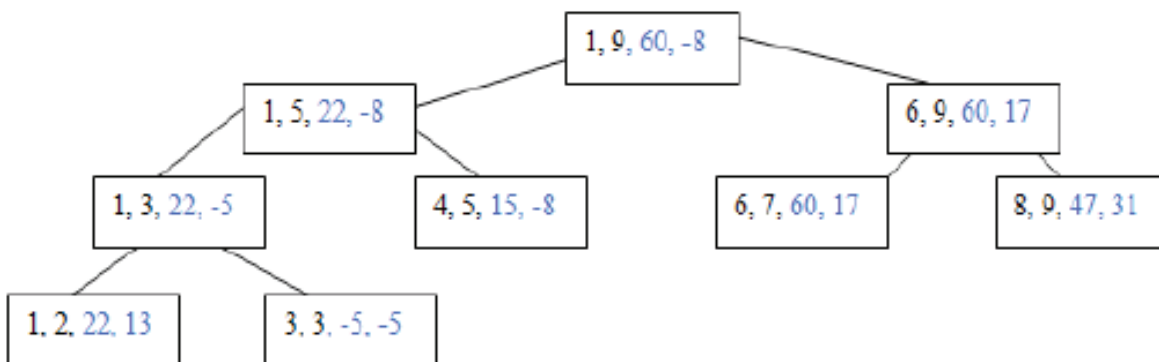 1, 9, 60, -8
1, 5, 22, -8
6, 9, 60, 17
1, 3, 22, -5
4, 5, 15, -8
6, 7, 60, 17
8, 9, 47, 31
1, 2, 22, 13
3, 3, -5, -5